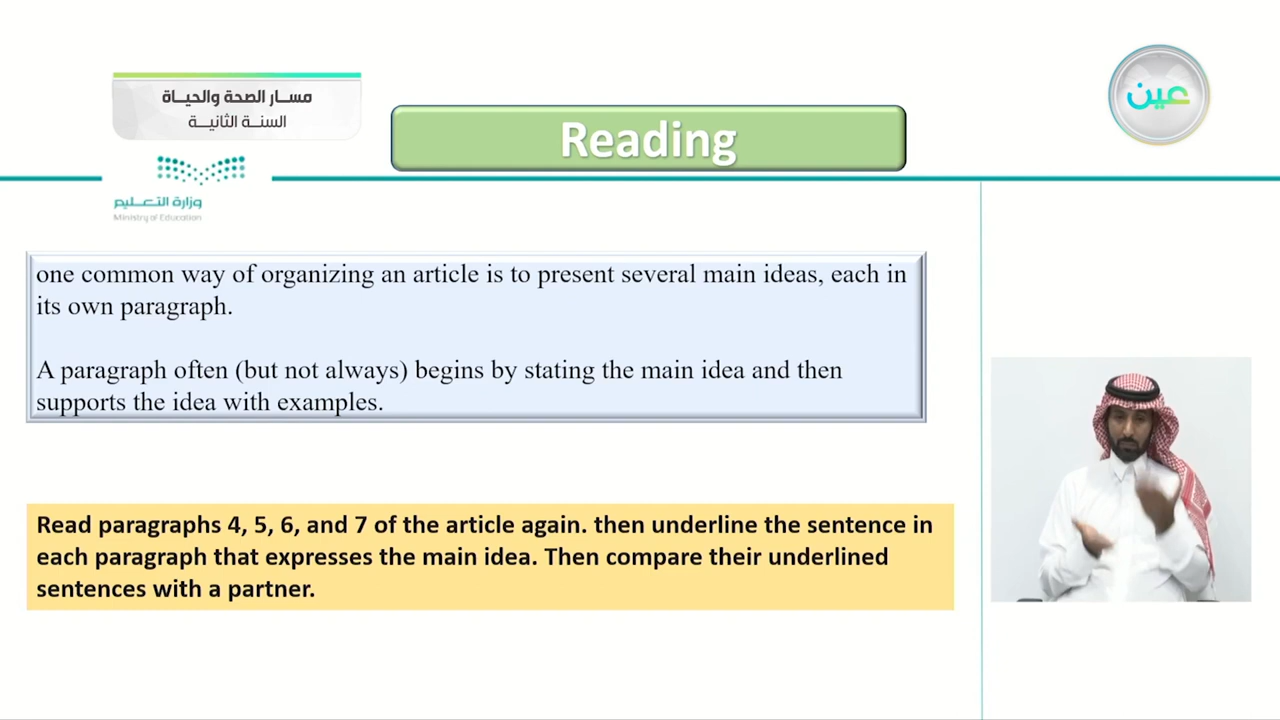 مسـار الصحة والحيـاة
السنـة الثانيـة
عين
Reading
وزارة التعـليم
Ministry of Education
one common way of organizing an article is to present several main ideas, each in
its own paragraph.
A paragraph often (but not always) begins by stating the main idea and then
supports the idea with examples.
Read paragraphs 4, 5, 6, and 7 of the article again. then underline the sentence in
each paragraph that expresses the main idea. Then compare their underlined
sentences with a partner.